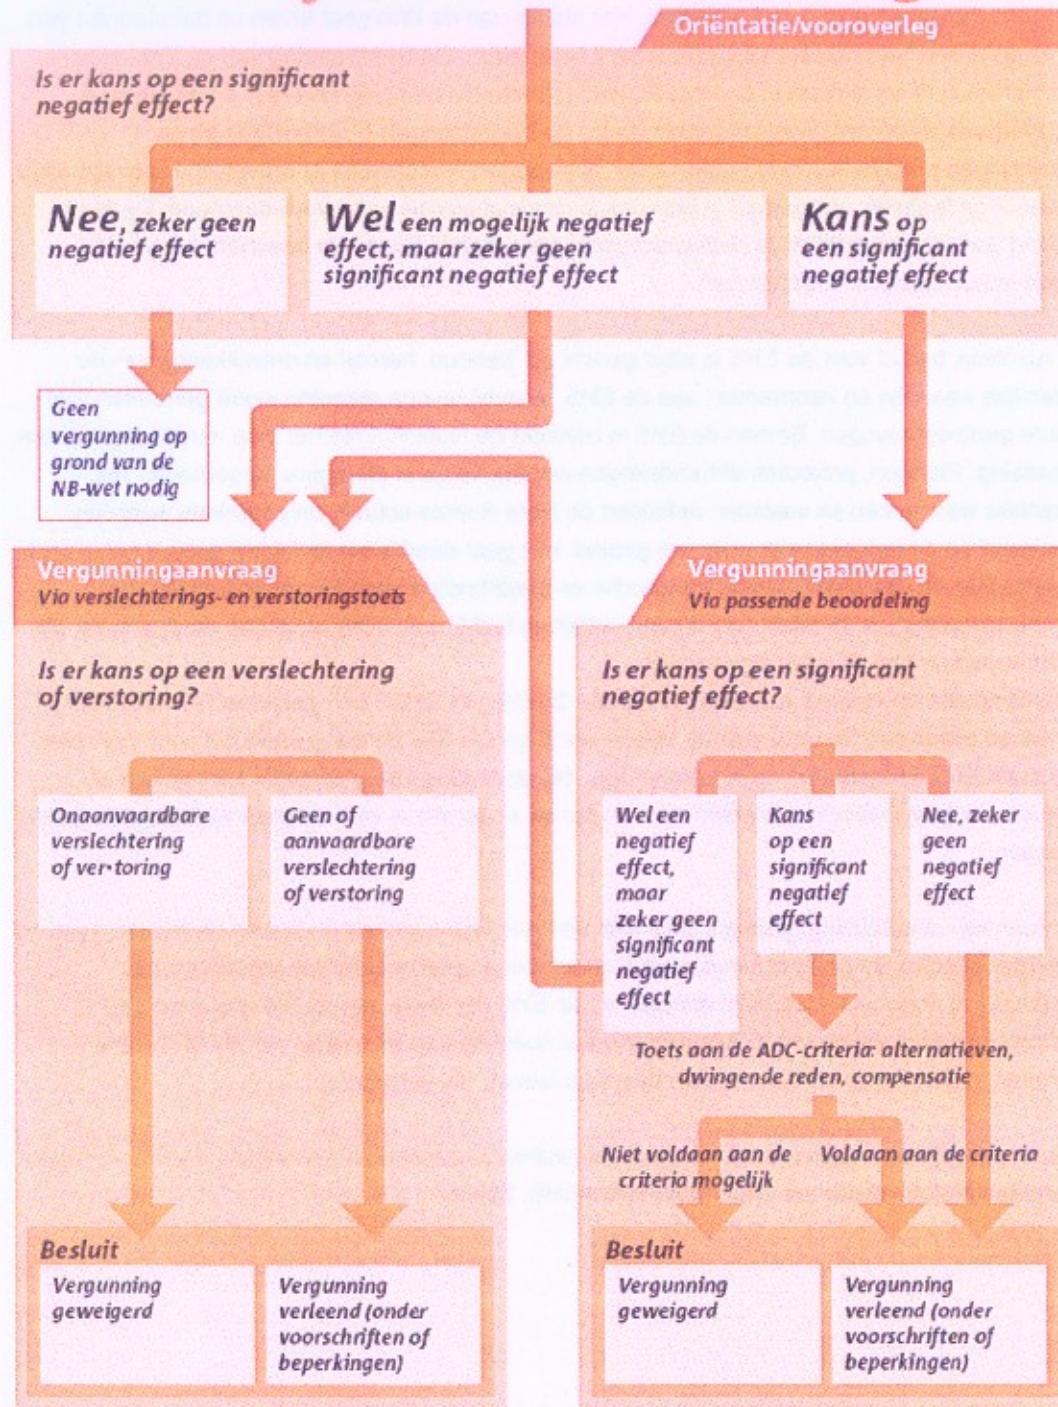 Oriëntatie/vooroverleg
Is er kans op een significant
negatief effect?
Nee, zeker geen
negatief effect
Wel een mogelijk negatief
effect, maar zeker geen
significant negatief effect
Kans op
een significant
negatief effect
Geen
vergunning op
grond van de
NB-wet nodig
Vergunningaanvraag
Via verslechterings- en verstoringstoets
Is er kans op een verslechtering
of verstoring?
Onaanvaardbare
verslechtering
of ver•toring
Geen of
aanvaardbare
verslechtering
of verstoring
Besluit
Vergunning
geweigerd
Vergunning
verleend (onder
voorschriften of
beperkingen)
Vergunningaanvraag
Via passende beoordeling
Is er kans op een significant
negatief effect?
Wel een
negatief
effect,
maar
zeker geen
significant
negatief
effect
Kans
op een
significant
negatief
effect
Nee, zeker
geen
negatief
effect
Toets aan de ADC-criteria: alternatieven,
dwingende reden, compensatie
Niet voldaan aan de
criteria mogelijk
Voldaan aan de criteria
Besluit
Vergunning
geweigerd
Vergunning
verleend (onder
voorschriften of
beperkingen)